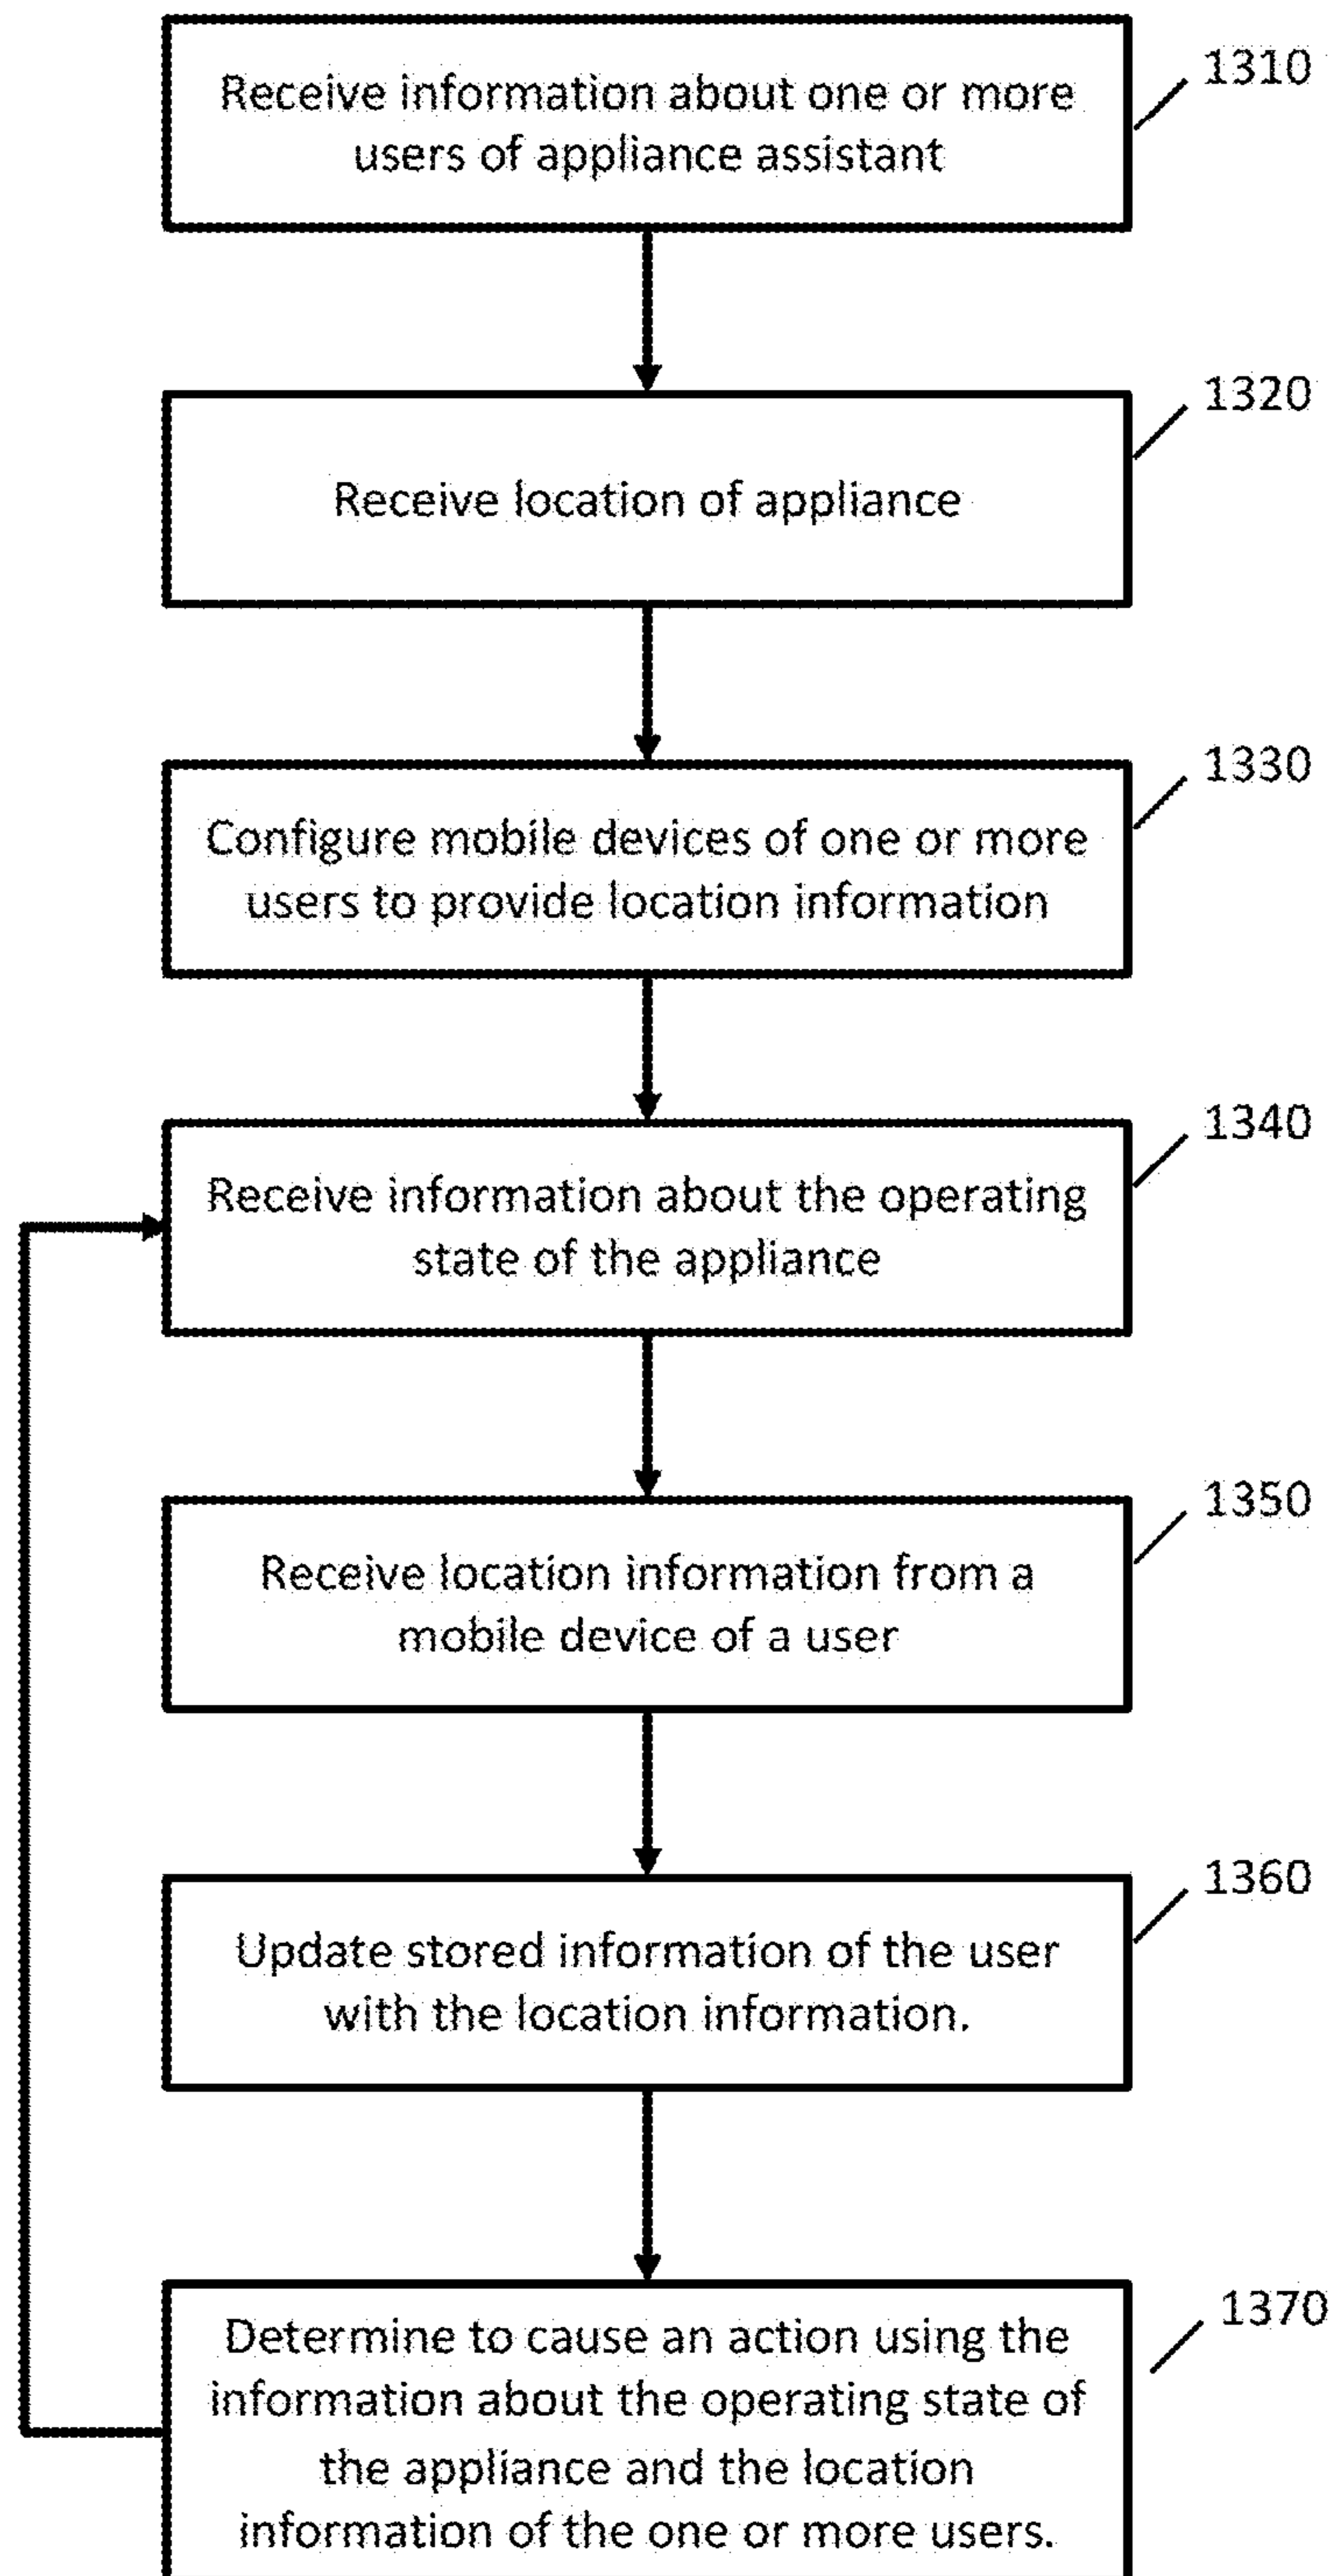 Receive information about one or more
users of appliance assistant
1310
Receive location of appliance
1320
Configure mobile devices of one or more
users to provide location information
1330
Receive information about the operating
state of the appliance
1340
Receive location information from a
mobile device of a user
1350
Update stored information of the user
with the location information.
1360
Determine to cause an action using the
information about the operating state of
the appliance and the location
information of the one or more users.
1370